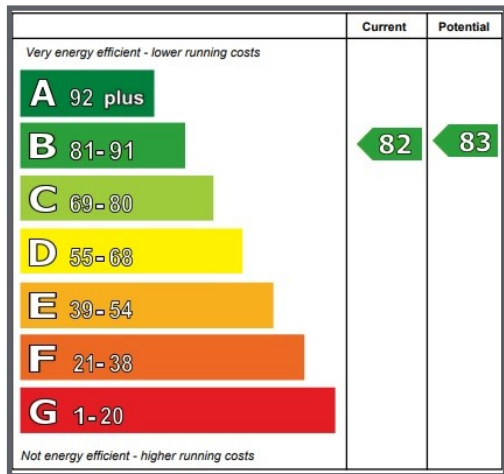 Current Potential
Very energy efficient - lower running costs
A 92 plus
B 81-91 82 83
C 69-80
D 55-68
E 39-54
F 21-38
G 1-20
Not energy efficient - higher running costs